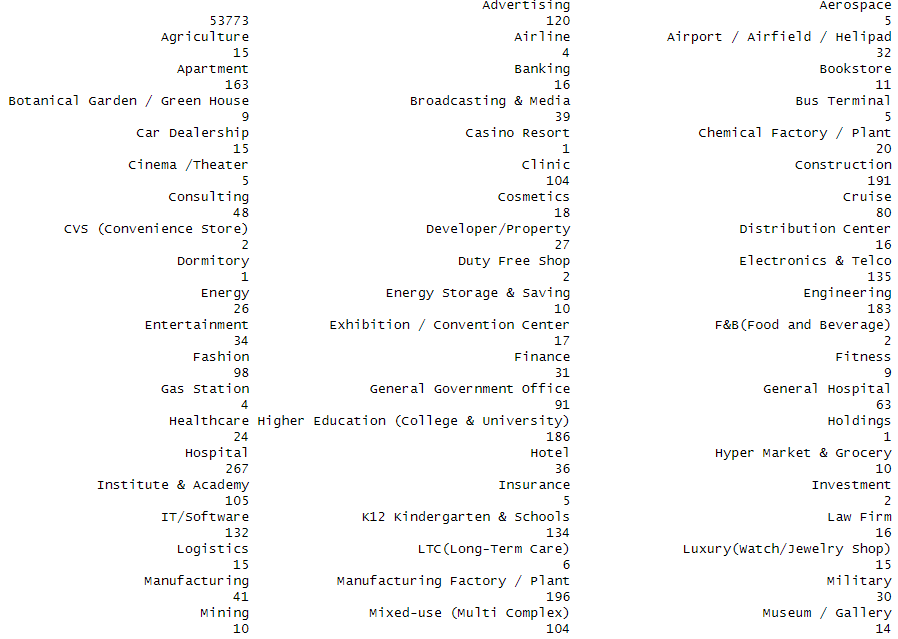 Advertising Aerospace
53773 120 5
Agriculture Airline Airport / Airfield / Helipad
15 4 32
Apartment Banking Bookstore
163 16 11
Botanical Garden / Green House Broadcasting & Media Bus Terminal
9 39 5
Car Dealership Casino Resort Chemical Factory / Plant
15 1 20
Cinema /Theater Clinic Construction
5 104 191
Consulting Cosmetics Cruise
48 18 80
CVS (Convenience Store) Developer/Property Distribution Center
2 27 16
Dormitory Duty Free Shop Electronics & Telco
1 2 135
Energy Energy Storage & Saving Engineering
26 10 183
Entertainment Exhibition / Convention Center F&B(Food and Beverage)
34 17 2
Fashion Finance Fitness
98 31 9
Gas Station General Government Office General Hospital
4 91 63
Healthcare Higher Education (College & University) Holdings
24 186 1
Hospital Hotel Hyper Market & Grocery
267 36 10
Institute & Academy Insurance Investment
105 5 2
IT/Software K12 Kindergarten & Schools Law Firm
132 134 16
Logistics LTC(Long-Term Care) Luxury(Watch/Jewelry Shop)
15 6 15
Manufacturing Manufacturing Factory / Plant Military
41 196 30
Mining Mixed-use (Multi Complex) Museum / Gallery
10 104 14